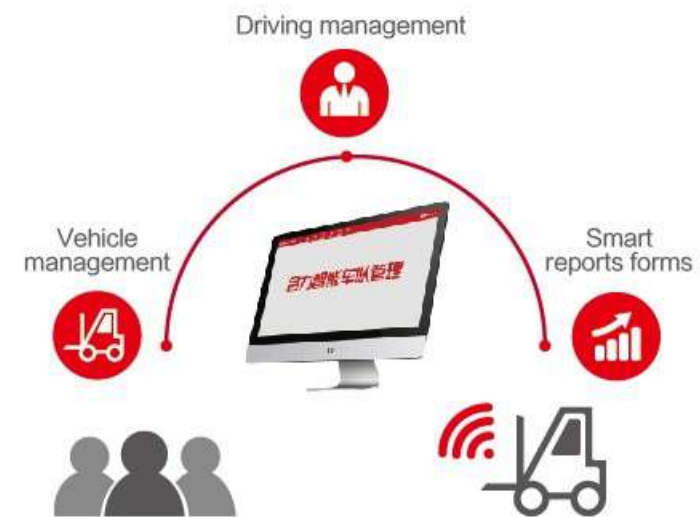 Driving management
Vehicle
management
Smart
reports forms
合力智能车队管理